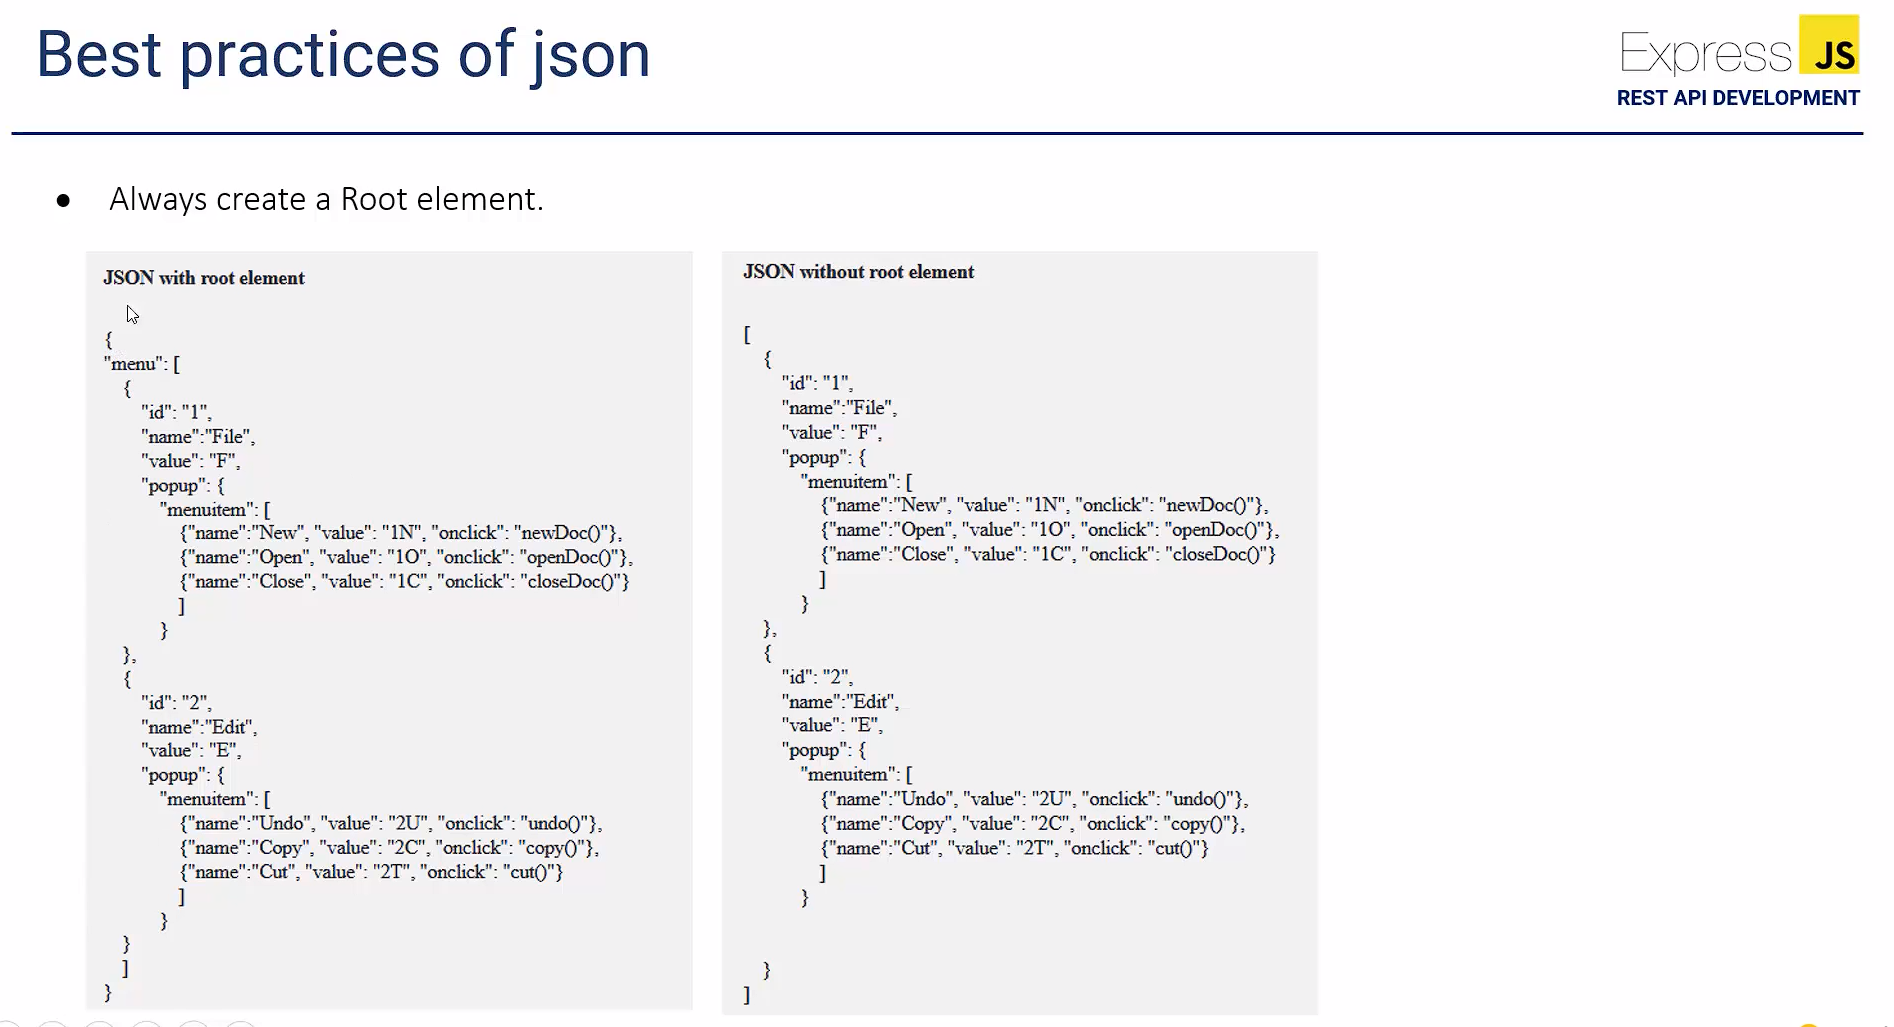 Best practices of json
Express JS
REST API DEVELOPMENT
● Always create a Root element.
JSON with root element
{
"menu": [
{
"id": "1",
"name":"File",
"value": "F",
"popup": {
"menuitem": [
{"name":"New", "value": "1N", "onclick": "newDoc()"},
{"name":"Open", "value": "1O", "onclick": "openDoc()"},
{"name":"Close", "value": "1C", "onclick": "closeDoc()"}
]
}
},
{
"id": "2",
"name":"Edit",
"value": "E",
"popup": {
"menuitem": [
{"name":"Undo", "value": "2U", "onclick": "undo()"},
{"name":"Copy", "value": "2C", "onclick": "copy()"},
{"name":"Cut", "value": "2T", "onclick": "cut()"}
]
}
}
]
}
JSON without root element
[
{
"id": "1",
"name":"File",
"value": "F",
"popup": {
"menuitem": [
{"name":"New", "value": "1N", "onclick": "newDoc()"},
{"name":"Open", "value": "1O", "onclick": "openDoc()"},
{"name":"Close", "value": "1C", "onclick": "closeDoc()"}
]
}
},
{
"id": "2",
"name":"Edit",
"value": "E",
"popup": {
"menuitem": [
{"name":"Undo", "value": "2U", "onclick": "undo()"},
{"name":"Copy", "value": "2C", "onclick": "copy()"},
{"name":"Cut", "value": "2T", "onclick": "cut()"}
]
}
}
]